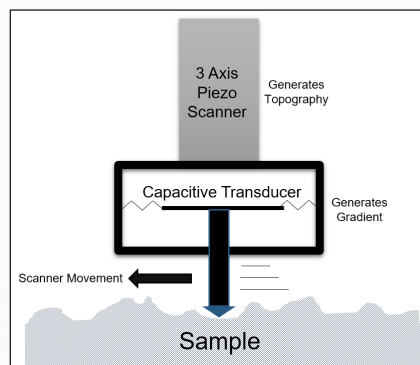 3 Axis
Piezo
Scanner
Generates
Topography
Capacitive Transducer
Generates
Gradient
Scanner Movement
Sample